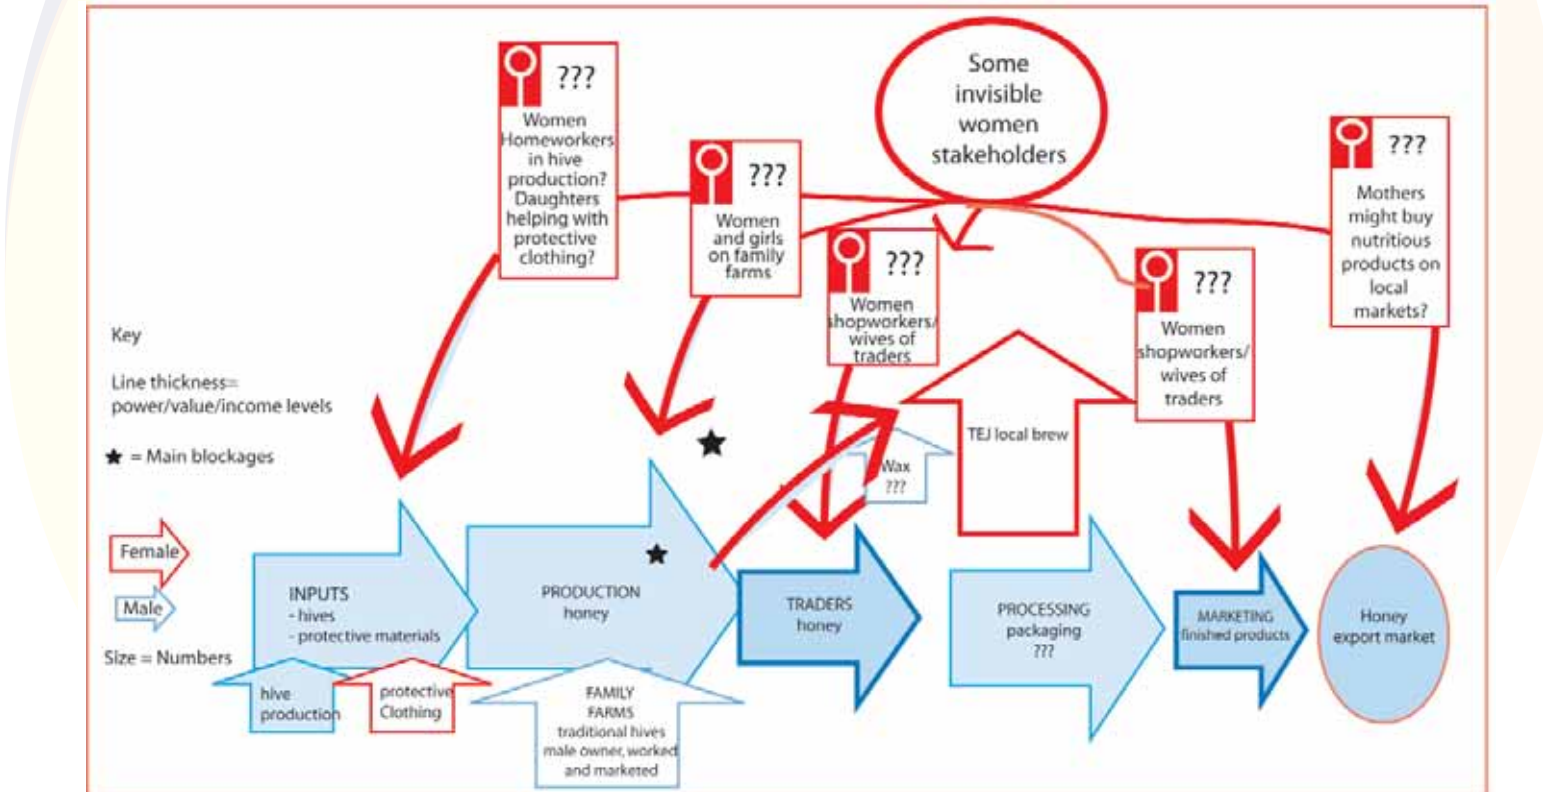 Some
invisible
women
stakeholders
???
Women
Homeworkers
in hive
production?
Daughters
helping with
protective
clothing?
???
Women
and girls
on family
farms
???
Women
shopworkers/
wives of
traders
???
Women
shopworkers/
wives of
traders
???
Mothers
might buy
nutritious
products on
local
markets?
Key
Line thickness=
power/value/income levels
★ = Main blockages
Female
Male
Size = Numbers
TEJ local brew
Wax
???
INPUTS
- hives
- protective materials
PRODUCTION
honey
TRADERS
honey
PROCESSING
packaging
???
MARKETING
finished products
Honey
export market
hive
production
protective
Clothing
FAMILY
FARMS
traditional hives
male owner, worked
and marketed